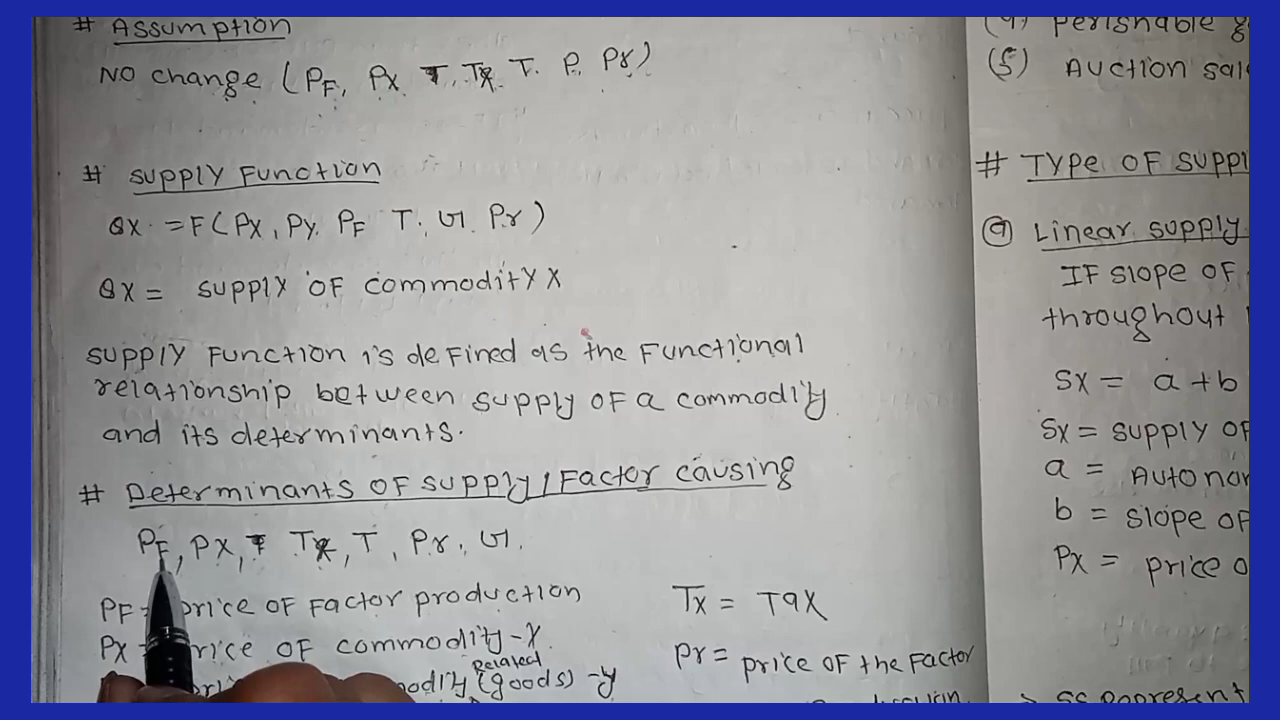 # Assumption
No change (PF, Px T, Tx T. P. Pr)
# Supply Function
Qx = F(Px, Py. PF T. G. Pr)
Qx = supply of commodity x
Supply Function is defined as the Functional
relationship between supply of a commodity
and its determinants.
# Determinants of supply / Factor causing
PF, Px, T Tx, T, Pr, G.
PF = price of Factor production
Px = price of commodity-x
Related
(goods) -y
Tx = Tax
Pr = price of the Factor
(4) Perishable
(5) Auction
# Type of
(a) Linear supply
IF slope of
throughout
Sx = a + b
Sx = supply of
a =
b = slope of
Px = price